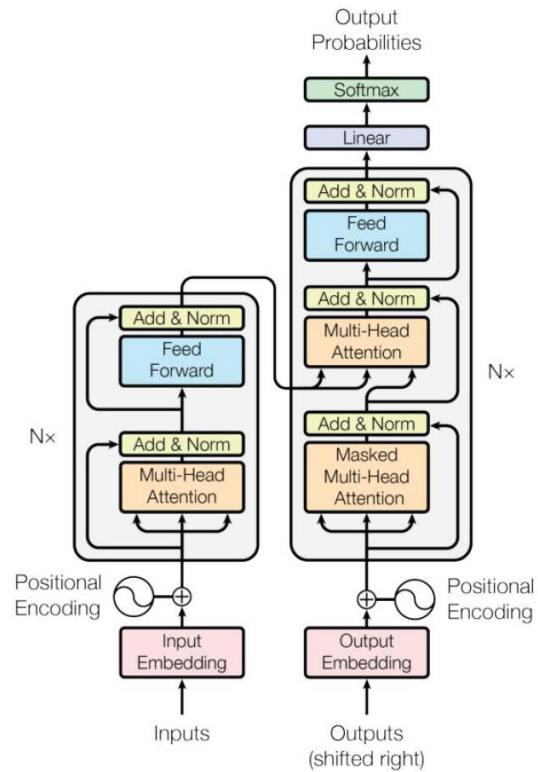 Output
Probabilities
Softmax
Linear
Add & Norm
Feed
Forward
Add & Norm
Multi-Head
Attention
Add & Norm
Masked
Multi-Head
Attention
N×
Add & Norm
Feed
Forward
N×
Add & Norm
Multi-Head
Attention
Positional
Encoding
Positional
Encoding
Input
Embedding
Output
Embedding
Inputs
Outputs
(shifted right)